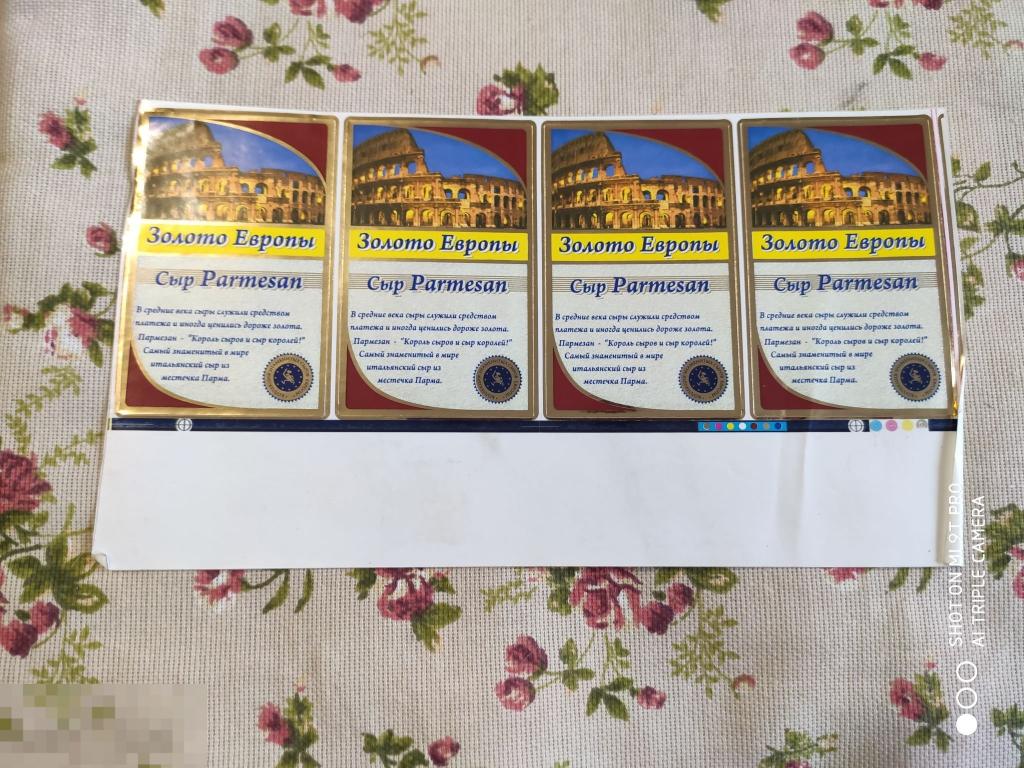 Золото Европы
Сыр Parmesan
В средние века сыры служили средством
платежа и иногда ценились дороже золота.
Пармезан - "Король сыров и сыр королей!"
Самый знаменитый в мире
итальянский сыр из
местечка Парма.
Золото Европы
Сыр Parmesan
В средние века сыры служили средством
платежа и иногда ценились дороже золота.
Пармезан - "Король сыров и сыр королей!"
Самый знаменитый в мире
итальянский сыр из
местечка Парма.
Золото Европы
Сыр Parmesan
В средние века сыры служили средством
платежа и иногда ценились дороже золота.
Пармезан - "Король сыров и сыр королей!"
Самый знаменитый в мире
итальянский сыр из
местечка Парма.
Золото Европы
Сыр Parmesan
В средние века сыры служили средством
платежа и иногда ценились дороже золота.
Пармезан - "Король сыров и сыр королей!"
Самый знаменитый в мире
итальянский сыр из
местечка Парма.
SHOT ON MI 9T PRO
AI TRIPLE CAMERA